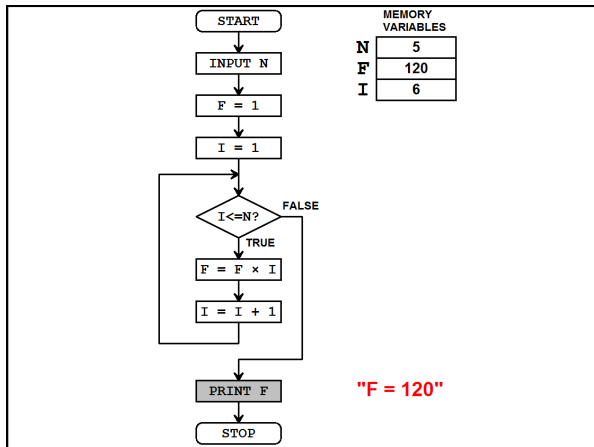 START
INPUT N
F = 1
I = 1
I<=N?
FALSE
TRUE
F = F × I
I = I + 1
PRINT F
STOP
MEMORY
VARIABLES
N 5
F 120
I 6
"F = 120"